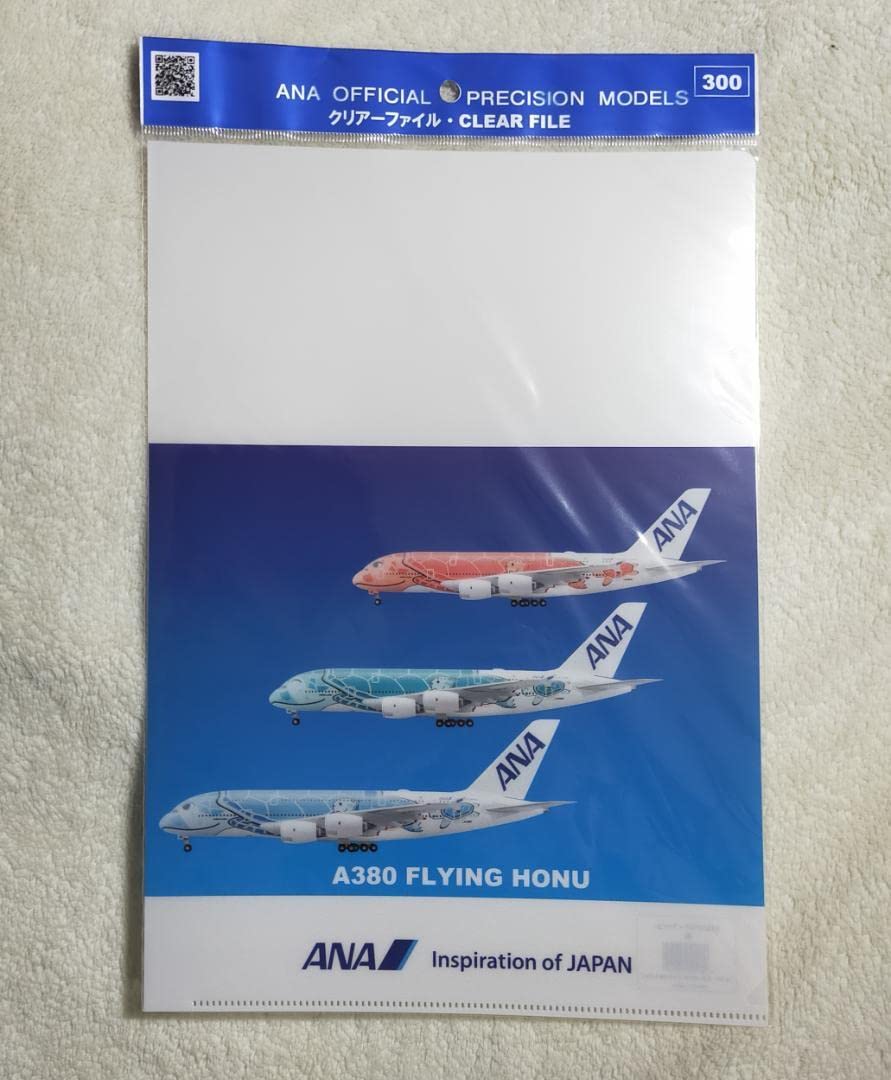 ANA OFFICIAL PRECISION MODELS
300
クリアーファイル・CLEAR FILE
ANA
ANA
ANA
A380 FLYING HONU
ANA Inspiration of JAPAN